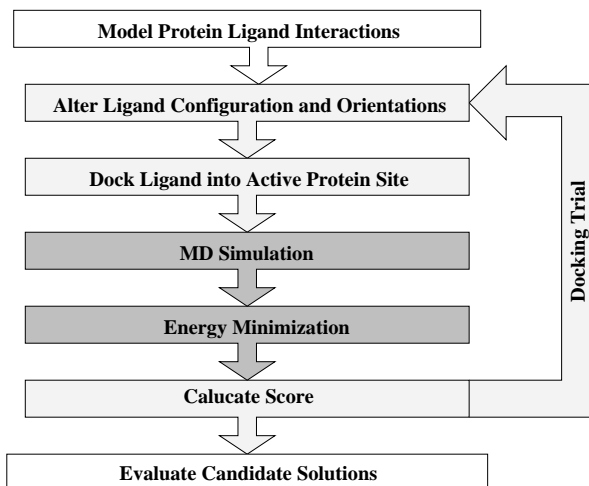 Model Protein Ligand Interactions
Alter Ligand Configuration and Orientations
Dock Ligand into Active Protein Site
MD Simulation
Energy Minimization
Calucate Score
Evaluate Candidate Solutions
Docking Trial